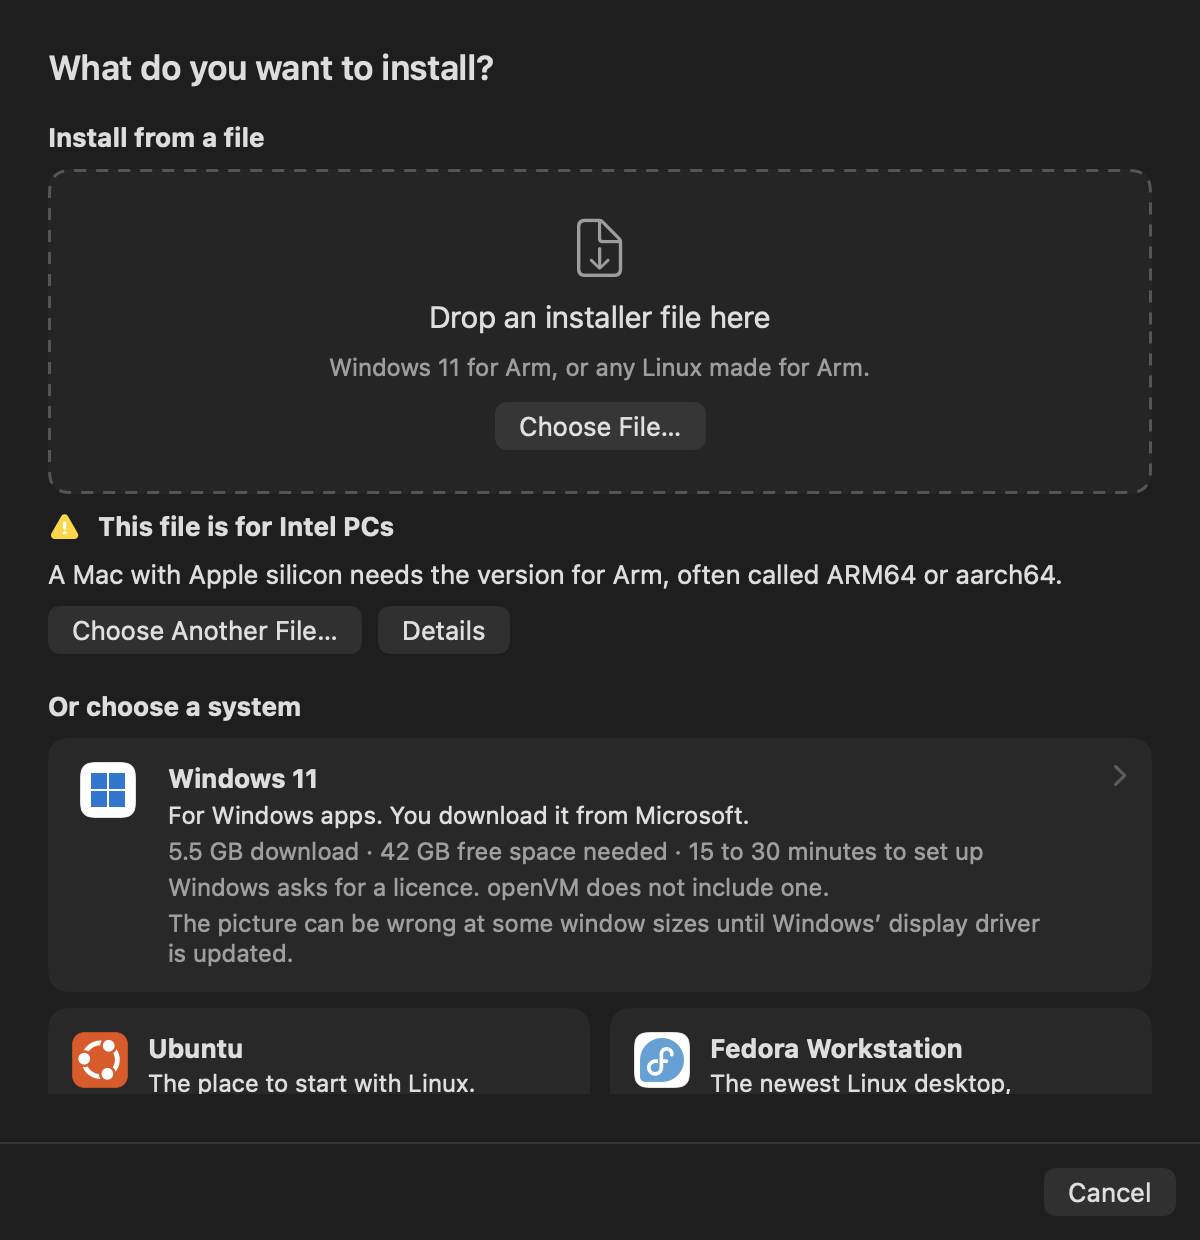 What do you want to install?
Install from a file
Drop an installer file here
Windows 11 for Arm, or any Linux made for Arm.
Choose File...
This file is for Intel PCs
A Mac with Apple silicon needs the version for Arm, often called ARM64 or aarch64.
Choose Another File...
Details
Or choose a system
Windows 11
For Windows apps. You download it from Microsoft.
5.5 GB download · 42 GB free space needed · 15 to 30 minutes to set up
Windows asks for a licence. openVM does not include one.
The picture can be wrong at some window sizes until Windows’ display driver
is updated.
Ubuntu
The place to start with Linux.
Fedora Workstation
The newest Linux desktop,
Cancel